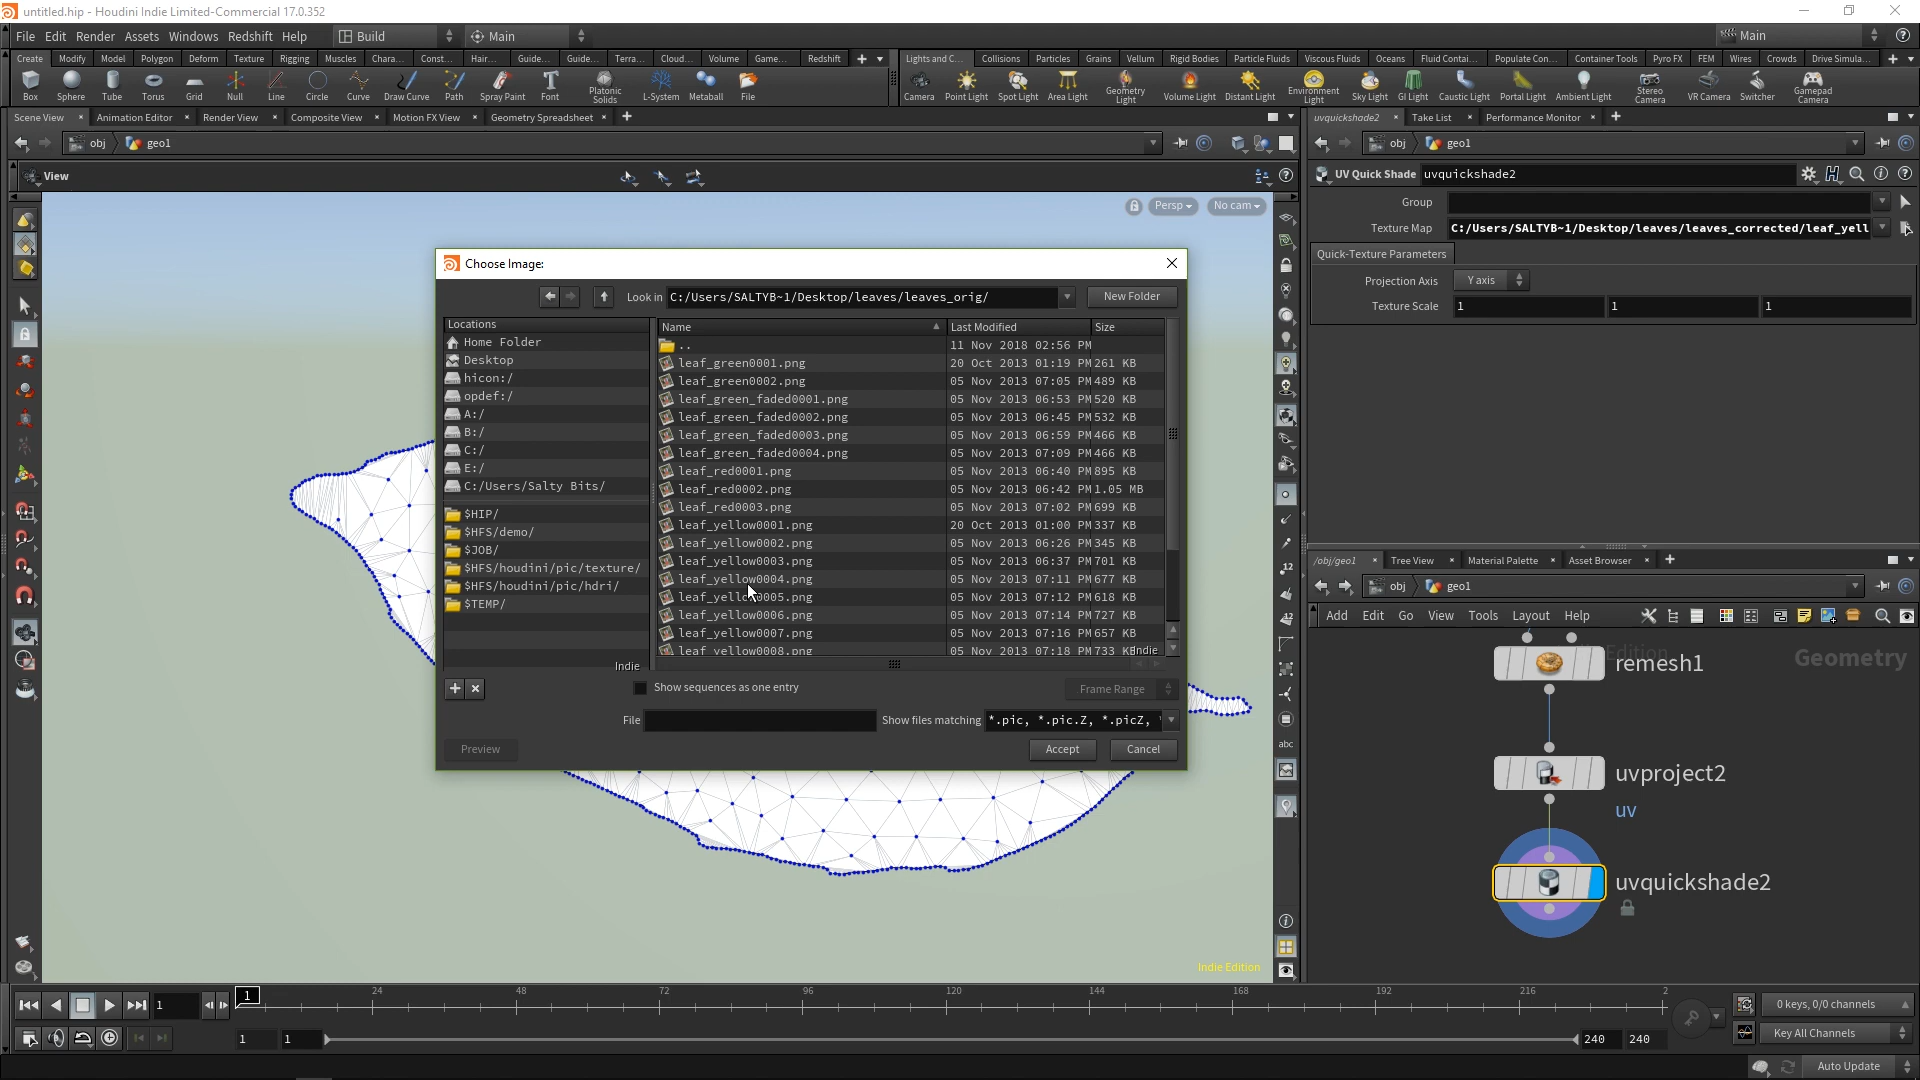 untitled.hip - Houdini Indie Limited-Commercial 17.0.352
File Edit Render Assets Windows Redshift Help Build Main Main
Create Modify Model Polygon Deform Texture Rigging Muscles Chara... Const... Hair... Guide... Guide... Terra... Cloud... Volume Game... Redshift
Lights and C... Collisions Particles Grains Vellum Rigid Bodies Particle Fluids Viscous Fluids Oceans Fluid Contai... Populate Con... Container Tools Pyro FX FEM Wires Crowds Drive Simula...
Box Sphere Tube Torus Grid Null Line Circle Curve Draw Curve Path Spray Paint Font Platonic Solids L-System Metaball File
Camera Point Light Spot Light Area Light Geometry Light Volume Light Distant Light Environment Light Sky Light GI Light Caustic Light Portal Light Ambient Light Stereo Camera VR Camera Switcher Gamepad Camera
Scene View Animation Editor Render View Composite View Motion FX View Geometry Spreadsheet
uvquickshade2 Take List Performance Monitor
obj geo1
obj geo1
View
UV Quick Shade uvquickshade2
Persp No cam
Group
Texture Map C:/Users/SALTYB~1/Desktop/leaves/leaves_corrected/leaf_yell
Quick-Texture Parameters
Projection Axis Y axis
Texture Scale 1 1 1
Choose Image:
Look in C:/Users/SALTYB~1/Desktop/leaves/leaves_orig/ New Folder
Locations
Home Folder
Desktop
hicon:/
opdef:/
A:/
B:/
C:/
E:/
C:/Users/Salty Bits/
$HIP/
$HFS/demo/
$JOB/
$HFS/houdini/pic/texture/
$HFS/houdini/pic/hdri/
$TEMP/
Indie
Name Last Modified Size
.. 11 Nov 2018 02:56 PM
leaf_green0001.png 20 Oct 2013 01:19 PM 261 KB
leaf_green0002.png 05 Nov 2013 07:05 PM 489 KB
leaf_green_faded0001.png 05 Nov 2013 06:53 PM 520 KB
leaf_green_faded0002.png 05 Nov 2013 06:45 PM 532 KB
leaf_green_faded0003.png 05 Nov 2013 06:59 PM 466 KB
leaf_green_faded0004.png 05 Nov 2013 07:09 PM 466 KB
leaf_red0001.png 05 Nov 2013 06:40 PM 895 KB
leaf_red0002.png 05 Nov 2013 06:42 PM 1.05 MB
leaf_red0003.png 05 Nov 2013 07:02 PM 699 KB
leaf_yellow0001.png 20 Oct 2013 01:00 PM 337 KB
leaf_yellow0002.png 05 Nov 2013 06:26 PM 345 KB
leaf_yellow0003.png 05 Nov 2013 06:37 PM 701 KB
leaf_yellow0004.png 05 Nov 2013 07:11 PM 677 KB
leaf_yellow0005.png 05 Nov 2013 07:12 PM 618 KB
leaf_yellow0006.png 05 Nov 2013 07:14 PM 727 KB
leaf_yellow0007.png 05 Nov 2013 07:16 PM 657 KB
leaf_yellow0008.png 05 Nov 2013 07:18 PM 733 KB
Indie
Show sequences as one entry Frame Range
File Show files matching *.pic, *.pic.Z, *.picZ,
Preview Accept Cancel
/obj/geo1 Tree View Material Palette Asset Browser
obj geo1
Add Edit Go View Tools Layout Help
Edition Geometry
remesh1
uvproject2
uv
uvquickshade2
abc
Indie Edition
1 1 24 48 72 96 120 144 168 192 216 2
0 keys, 0/0 channels
1 1 240 240
Key All Channels
Auto Update